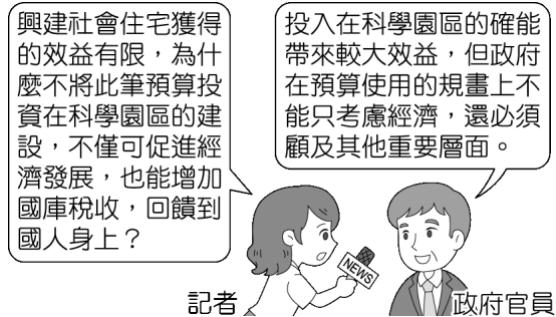 興建社會住宅獲得
的效益有限，為什
麼不將此筆預算投
資在科學園區的建
設，不僅可促進經
濟發展，也能增加
國庫稅收，回饋到
國人身上？
投入在科學園區的確能
帶來較大效益，但政府
在預算使用的規畫上不
能只考慮經濟，還必須
顧及其他重要層面。
NEWS
記者
政府官員